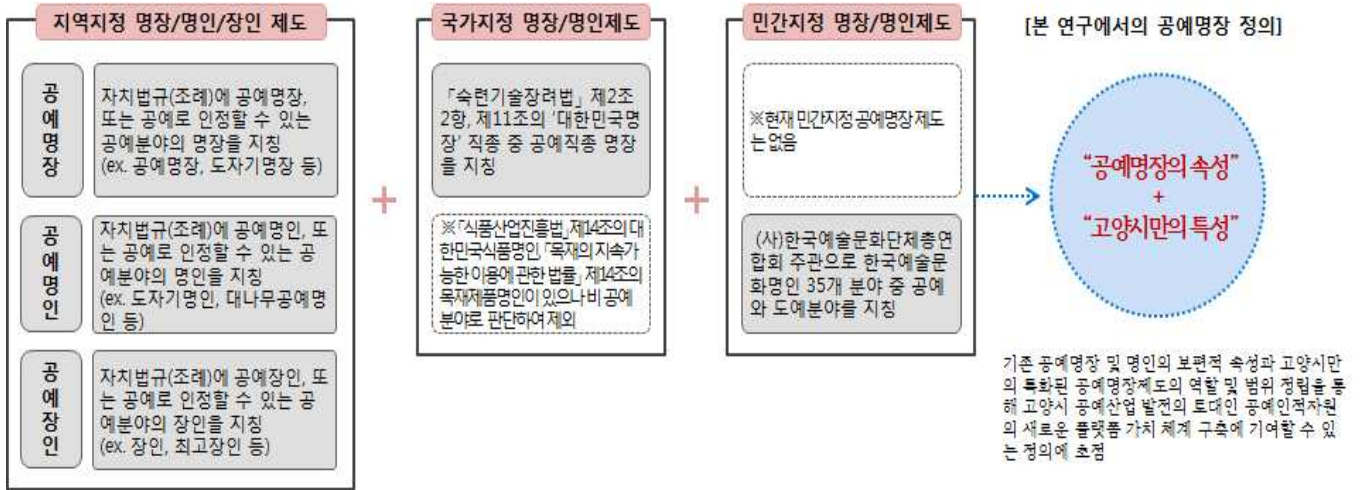 지역지정 명장/명인/장인 제도
공
예
명
장
자치법규(조례)에 공예명장,
또는 공예로 인정할 수 있는
공예분야의 명장을 지칭
(ex. 공예명장, 도자기명장 등)
공
예
명
인
자치법규(조례)에 공예명인, 또
는 공예로 인정할 수 있는 공
예분야의 명인을 지칭
(ex. 도자기명인, 대나무공예명
인 등)
공
예
장
인
자치법규(조례)에 공예장인, 또
는 공예로 인정할 수 있는 공
예분야의 장인을 지칭
(ex. 장인, 최고장인 등)
+
국가지정 명장/명인제도
「숙련기술장려법」 제2조
2항, 제11조의 '대한민국명
장' 직종 중 공예직종 명장
을 지칭
※「식품산업진흥법」제14조의 대
한민국식품명인,「목재의 지속가
능한 이용에 관한 법률」제14조의
목재제품명인이 있으나 비 공예
분야로 판단하여 제외
+
민간지정 명장/명인제도
※현재 민간지정 공예명장 제도
는 없음
(사)한국예술문화단체총연
합회 주관으로 한국예술문
화명인 35개 분야 중 공예
와 도예분야를 지칭
[본 연구에서의 공예명장 정의]
“공예명장의 속성”
+
“고양시만의 특성”
기존 공예명장 및 명인의 보편적 속성과 고양시만
의 특화된 공예명장제도의 역할 및 범위 정립을 통
해 고양시 공예산업 발전의 토대인 공예인적자원
의 새로운 플랫폼 가치 체계 구축에 기여할 수 있
는 정의에 초점